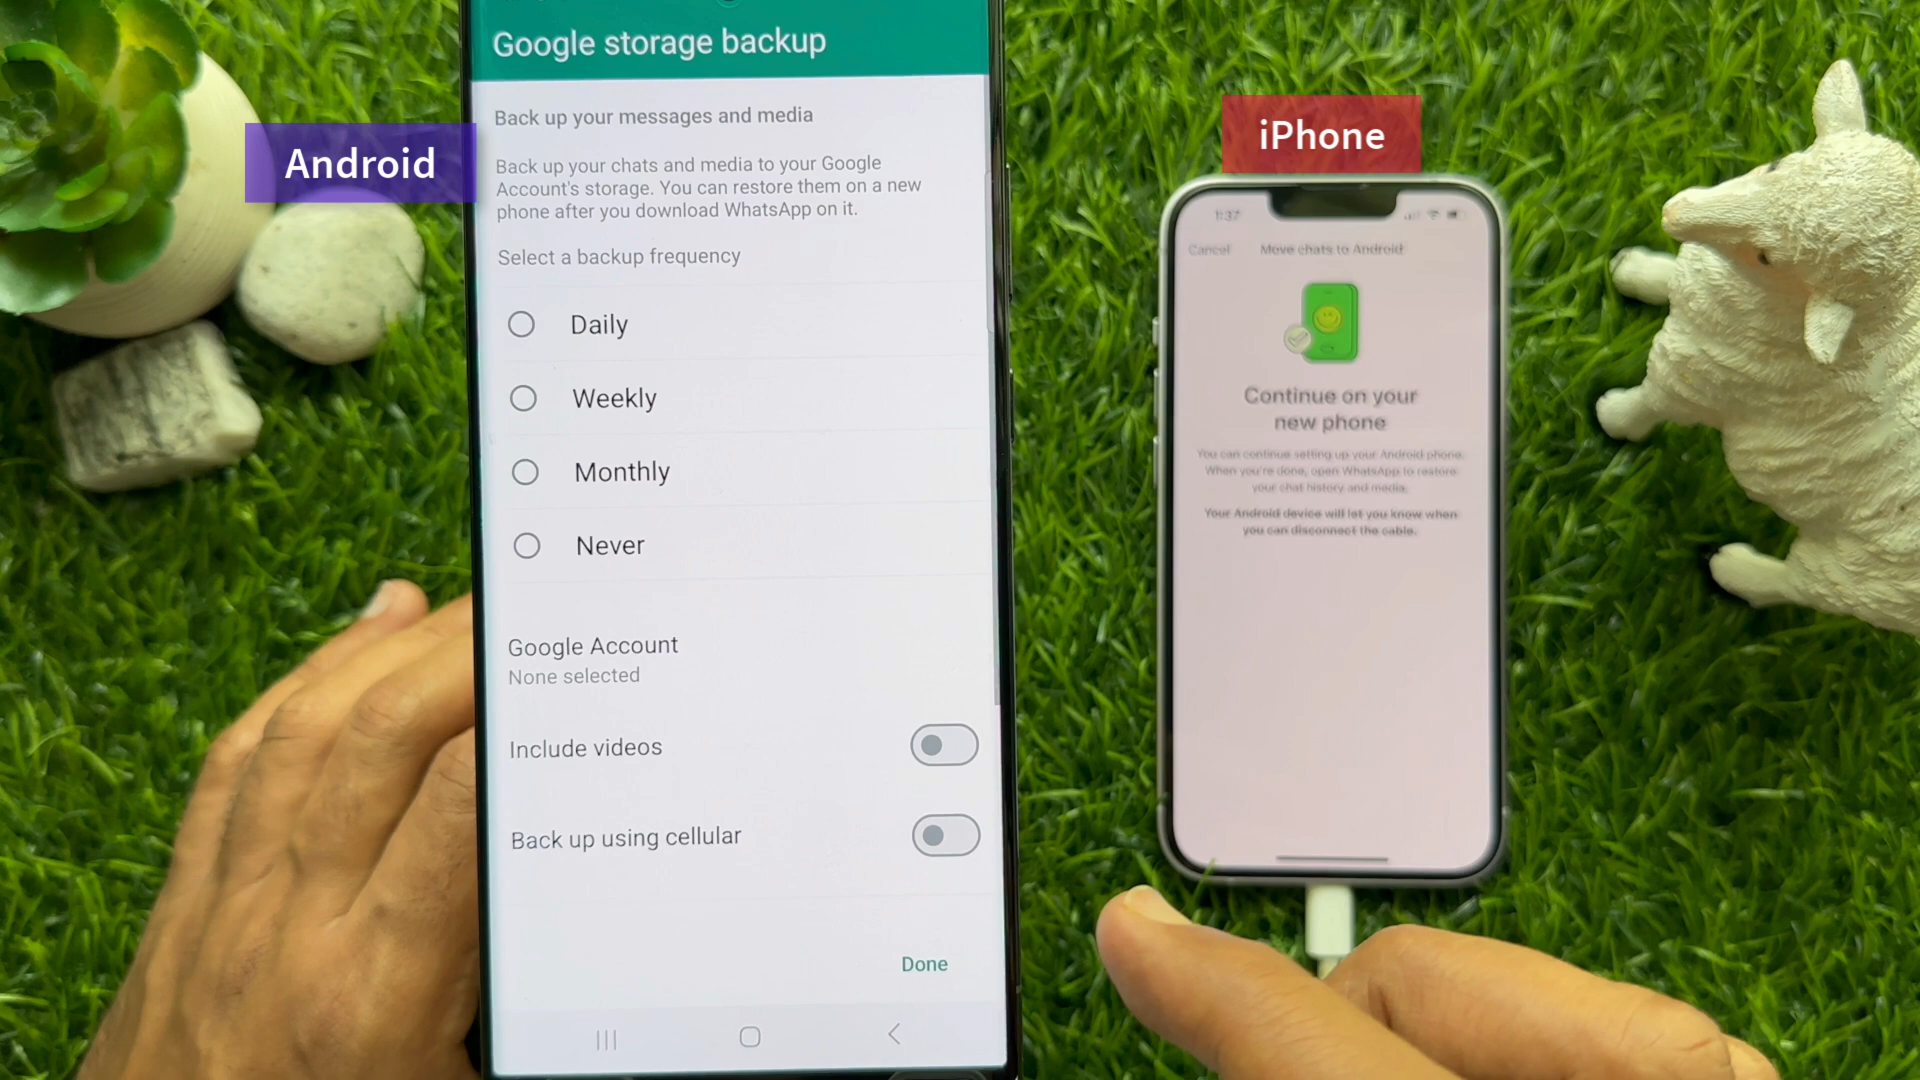 Google storage backup
Back up your messages and media
Back up your chats and media to your Google
Account's storage. You can restore them on a new
phone after you download WhatsApp on it.
Select a backup frequency
Daily
Weekly
Monthly
Never
Google Account
None selected
Include videos
Back up using cellular
Done
Android
iPhone
1:37
Cancel
Move chats to Android
Continue on your
new phone
You can continue setting up your Android phone.
When you're done, open WhatsApp to restore
your chat history and media.
Your Android device will let you know when
you can disconnect the cable.